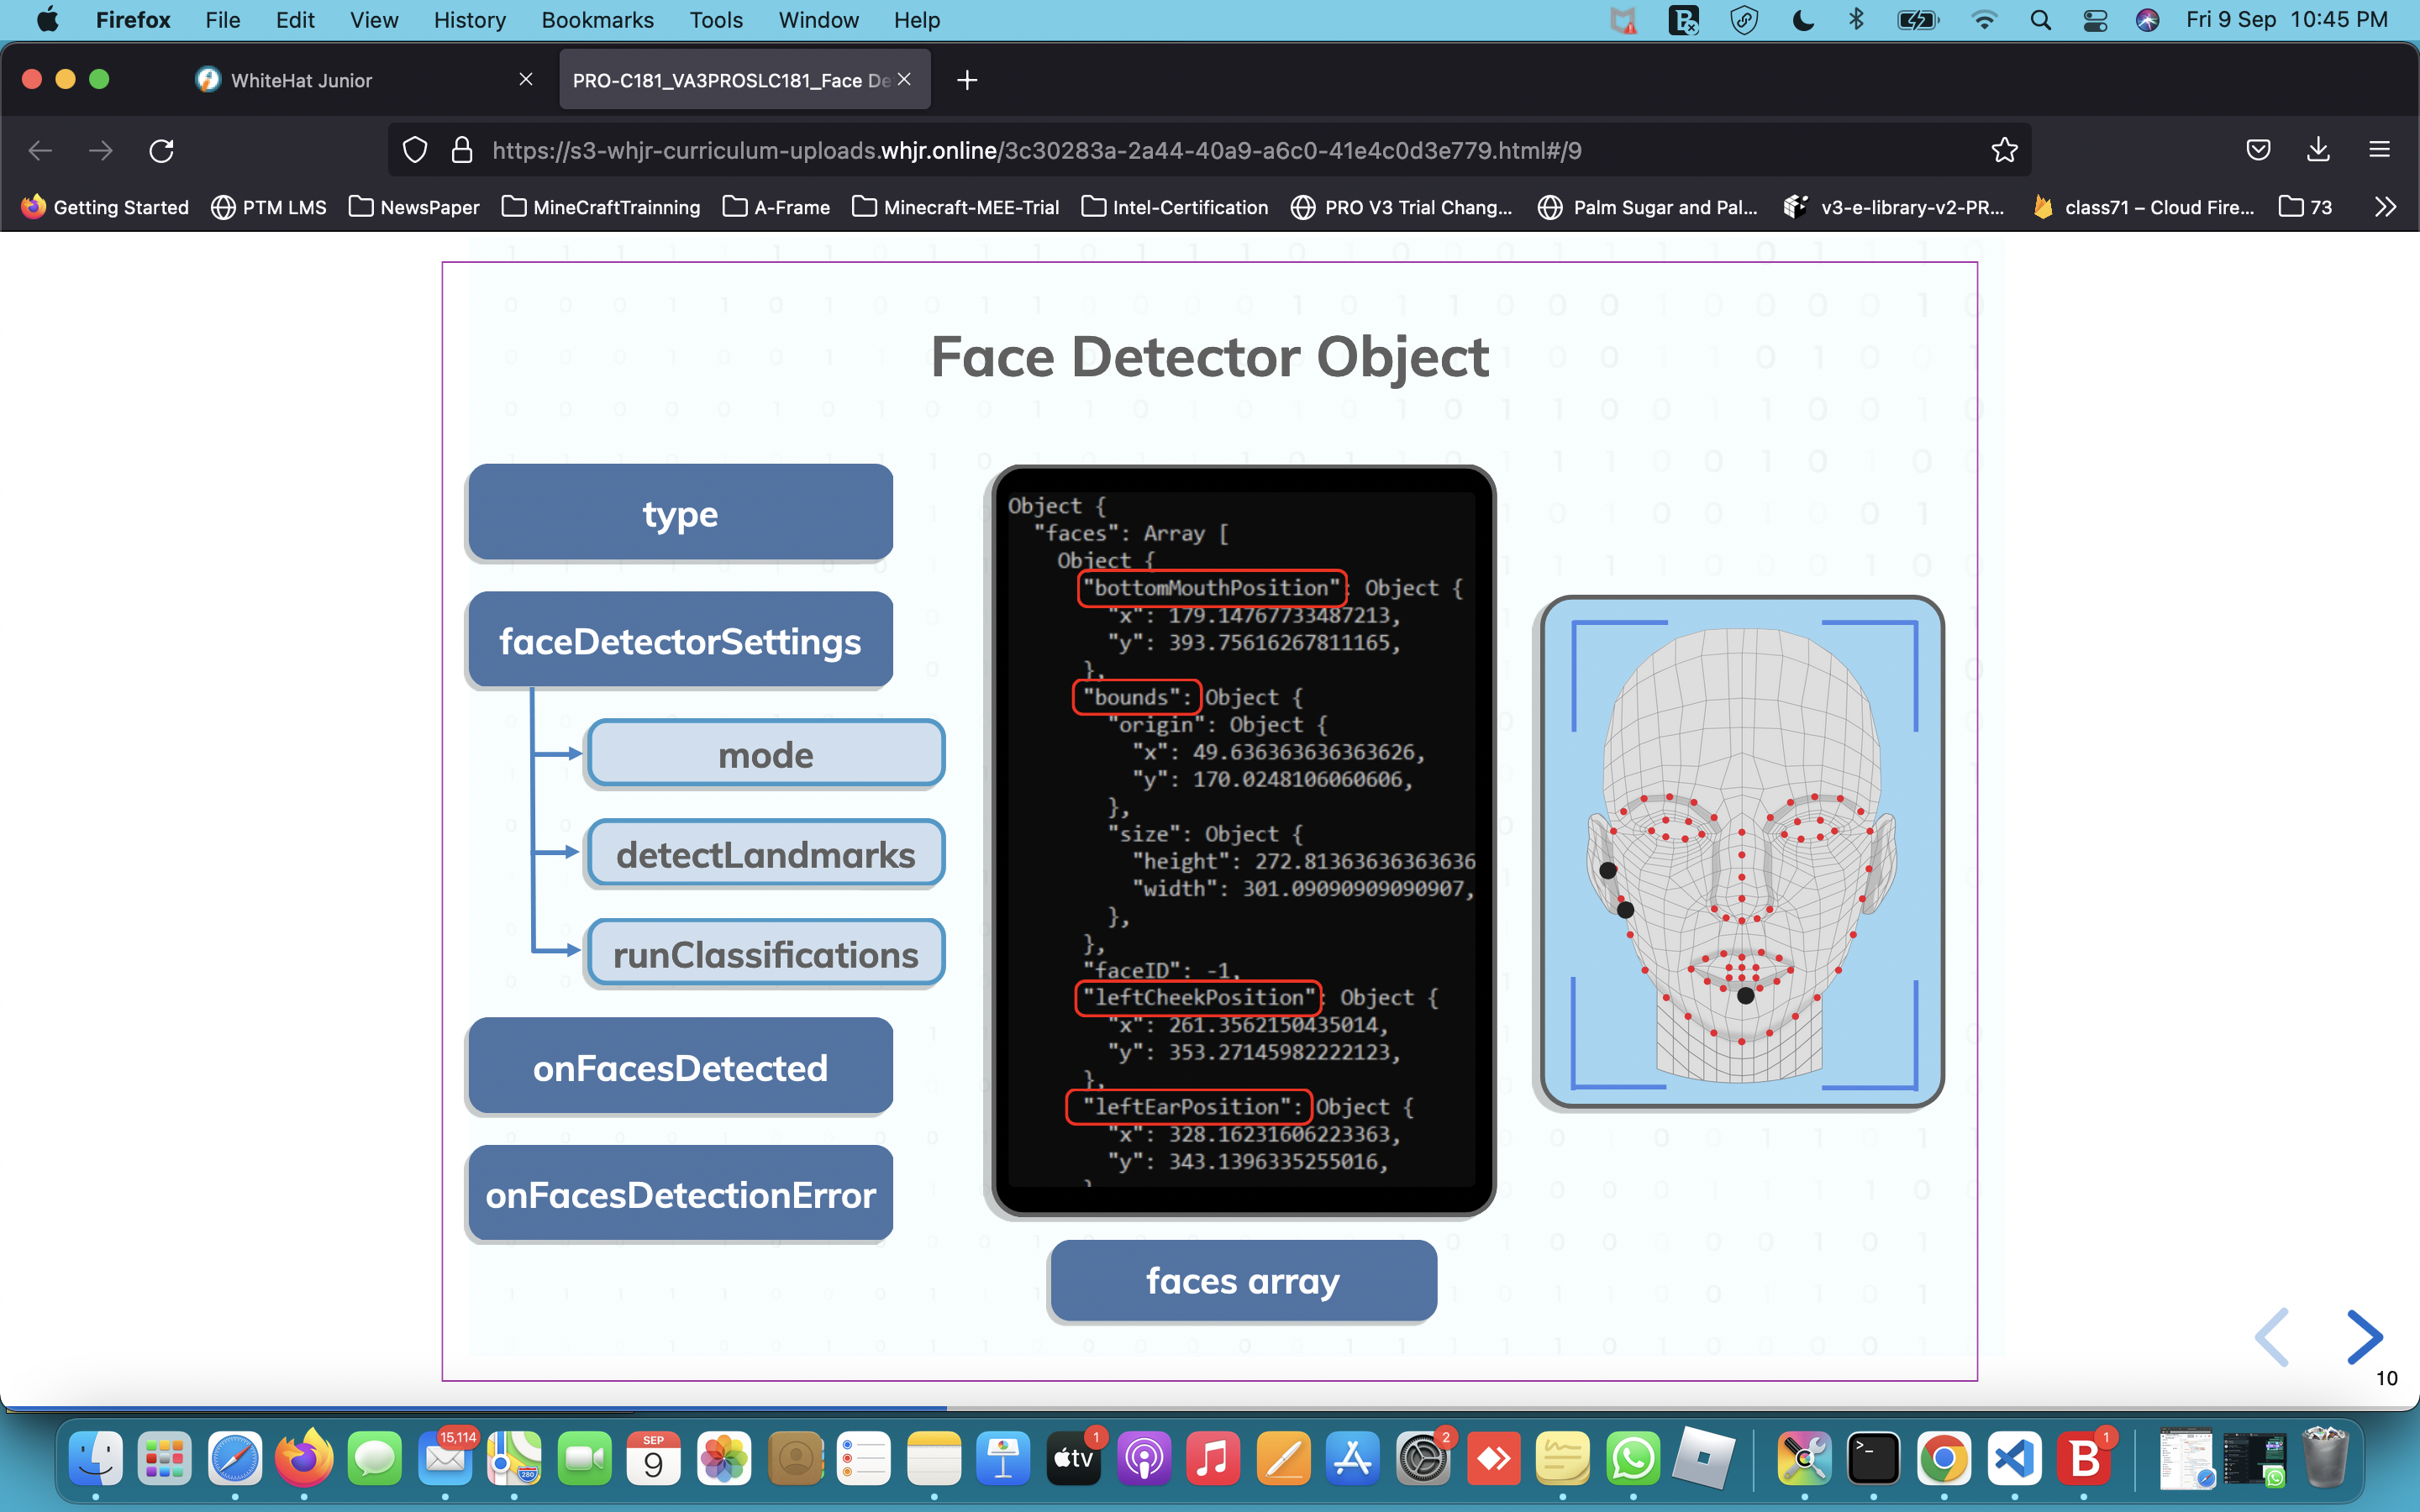 Firefox File Edit View History Bookmarks Tools Window Help
Fri 9 Sep 10:45 PM
WhiteHat Junior
PRO-C181_VA3PROSLC181_Face De
https://s3-whjr-curriculum-uploads.whjr.online/3c30283a-2a44-40a9-a6c0-41e4c0d3e779.html#/9
Getting Started PTM LMS NewsPaper MineCraftTrainning A-Frame Minecraft-MEE-Trial Intel-Certification PRO V3 Trial Chang... Palm Sugar and Pal... v3-e-library-v2-PR... class71 – Cloud Fire... 73
Face Detector Object
type
faceDetectorSettings
mode
detectLandmarks
runClassifications
onFacesDetected
onFacesDetectionError
Object {
"faces": Array [
Object {
"bottomMouthPosition": Object {
"x": 179.14767733487213,
"y": 393.75616267811165,
},
"bounds": Object {
"origin": Object {
"x": 49.636363636363626,
"y": 170.0248106060606,
},
"size": Object {
"height": 272.81363636363636
"width": 301.09090909090907,
},
},
"faceID": -1,
"leftCheekPosition": Object {
"x": 261.3562150435014,
"y": 353.27145982222123,
},
"leftEarPosition": Object {
"x": 328.16231606223363,
"y": 343.1396335255016,
}
faces array
10
15,114
280
SEP
9
tv
1
2
>_
B
1